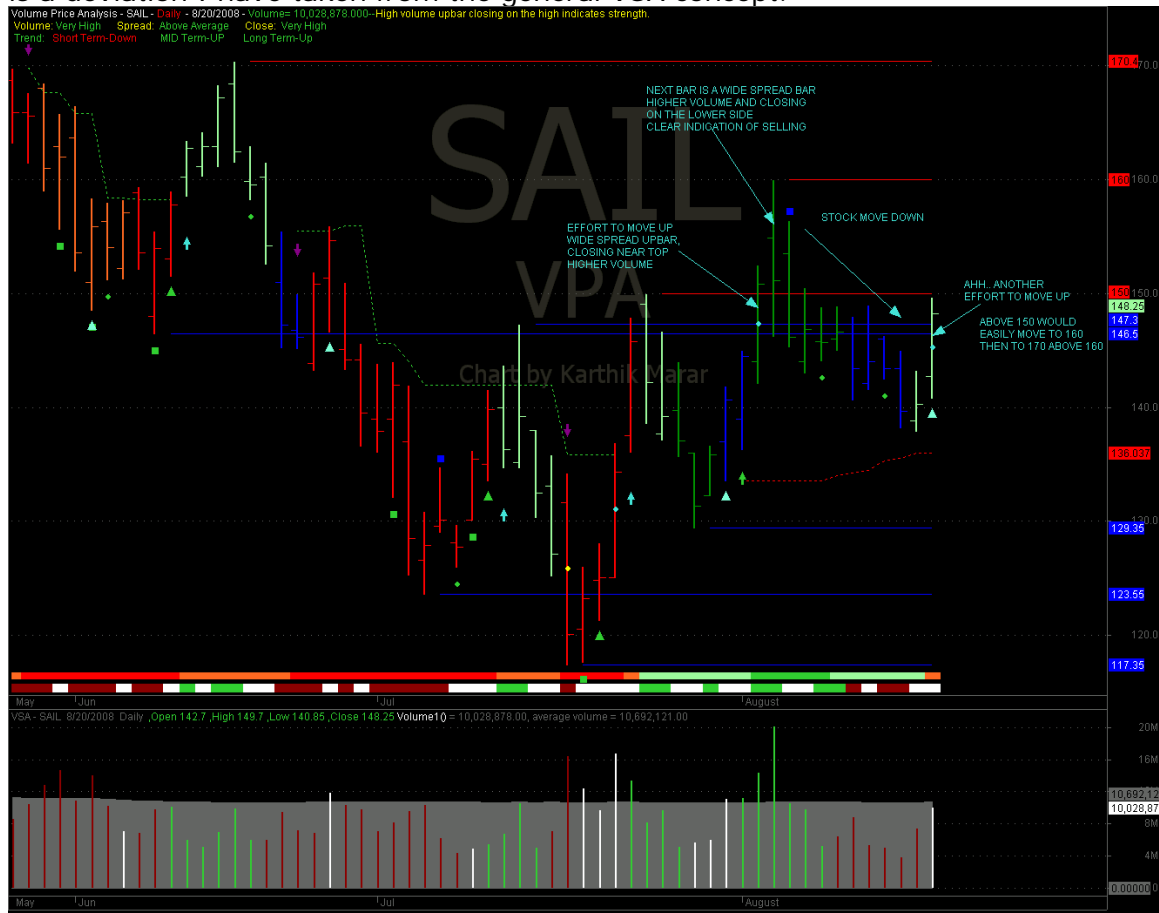 Volume Price Analysis - SAIL - Daily - 8/20/2008 - Volume= 10,028,878.000--High volume upbar closing on the high indicates strength.
Volume: Very High Spread: Above Average Close: Very High
Trend: Short Term-Down MID Term-UP Long Term-Up
SAIL
VPA
Chart by Karthik Marar
NEXT BAR IS A WIDE SPREAD BAR
HIGHER VOLUME AND CLOSING
ON THE LOWER SIDE
CLEAR INDICATION OF SELLING
EFFORT TO MOVE UP
WIDE SPREAD UPBAR,
CLOSING NEAR TOP
HIGHER VOLUME
STOCK MOVE DOWN
AHH.. ANOTHER
EFFORT TO MOVE UP
ABOVE 150 WOULD
EASILY MOVE TO 160
THEN TO 170 ABOVE 160
170.4
160
150
148.25
147.3
146.5
140.0
136.037
129.35
123.55
120.0
117.35
May Jun Jul August
VSA - SAIL 8/20/2008 Daily ,Open 142.7 ,High 149.7 ,Low 140.85 ,Close 148.25 Volume1() = 10,028,878.00, average volume = 10,692,121.00
20M
16M
10,692,12
10,028,87
8M
4M
0.00000
May Jun Jul August